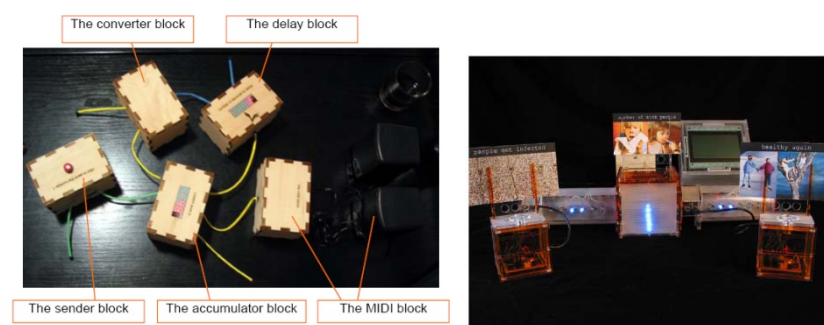 The converter block
The delay block
The sender block
The accumulator block
The MIDI block
number of sick people
people get infected
healthy again